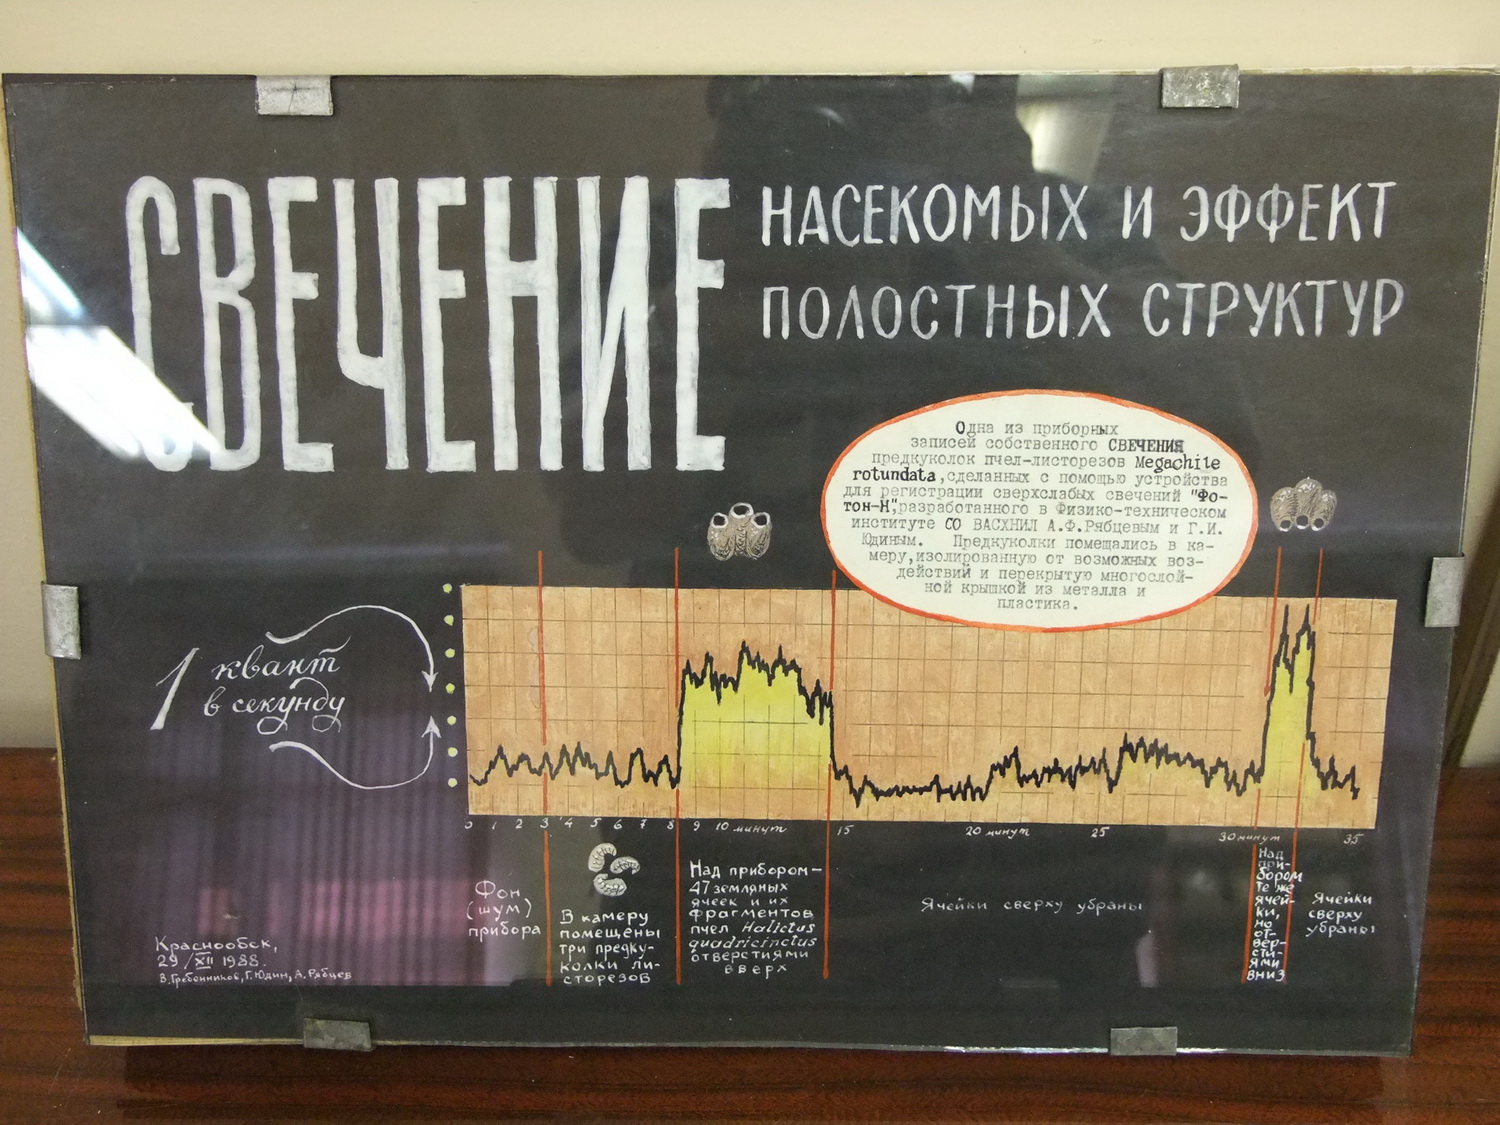 СВЕЧЕНИЕ
НАСЕКОМЫХ И ЭФФЕКТ
ПОЛОСТНЫХ СТРУКТУР
Одна из приборных
записей собственного СВЕЧЕНИЯ
предкуколок пчел-листорезов Megachile
rotundata, сделанных с помощью устройства
для регистрации сверхслабых свечений "Фо-
тон-Н", разработанного в Физико-техническом
институте СО ВАСХНИЛ А.Ф.Рябцевым и Г.И.
Юдиным. Предкуколки помещались в ка-
меру, изолированную от возможных воз-
действий и перекрытую многослой-
ной крышкой из металла и
пластика.
1 квант
в секунду
0 1 2 3 4 5 6 7 8 9 10 минут 15 20 минут 25 30 минут 35
Фон
(шум)
прибора
В камеру
помещены
три предку-
колки ли-
сторезов
Над прибором-
47 земляных
ячеек и их
фрагментов
пчел Halictus
quadricinctus
отверстиями
вверх
Ячейки сверху убраны
Над
при-
бором
те же
ячей-
ки,
но
от-
вер-
сти-
ями
вниз
Ячейки
сверху
убраны
Краснообск,
29/XII 1988.
В.Гребенников, Г.Юдин, А.Рябцев